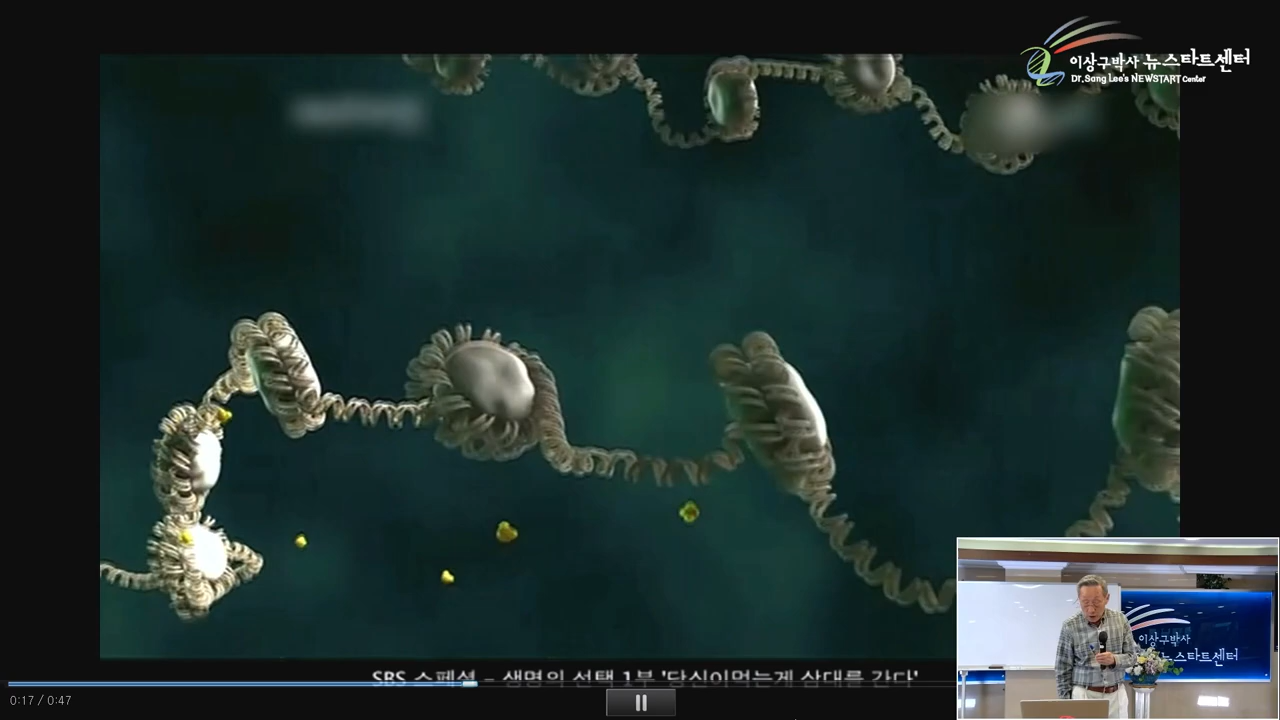 이상구박사 뉴스타트센터
Dr.Sang Lee's NEWSTART Center
SBS 스페셜 - 생명의 선택 1부 '당신이먹는게 삼대를 간다'
0:17 / 0:47
이상구박사
뉴스타트센터